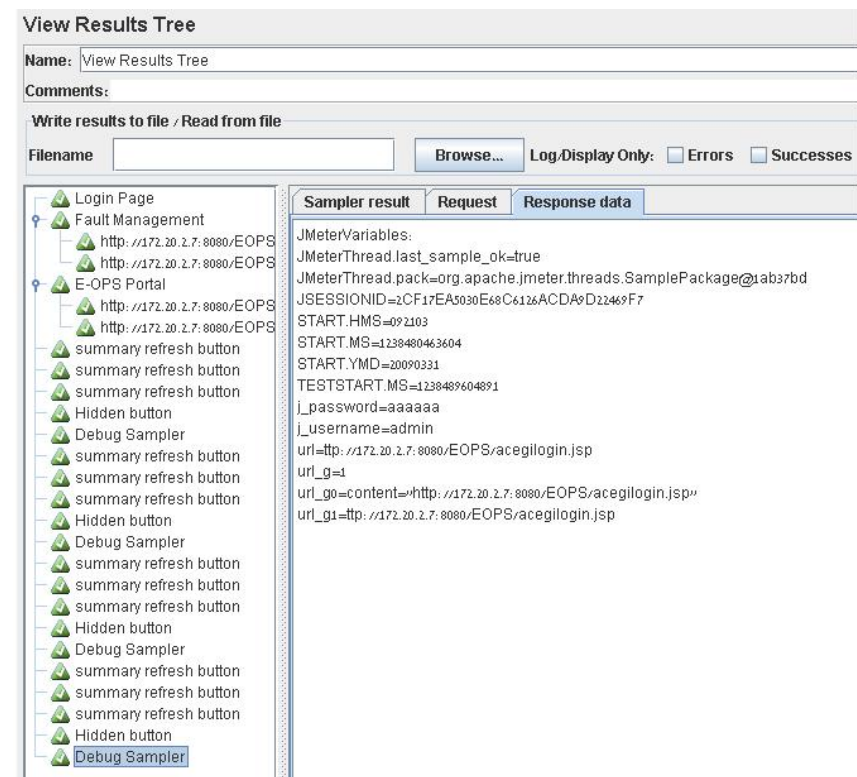 View Results Tree
Name: View Results Tree
Comments:
Write results to file / Read from file
Filename Browse... Log/Display Only: Errors Successes
Login Page
Fault Management
http://172.20.2.7:8080/EOPS
http://172.20.2.7:8080/EOPS
E-OPS Portal
http://172.20.2.7:8080/EOPS
http://172.20.2.7:8080/EOPS
summary refresh button
summary refresh button
summary refresh button
Hidden button
Debug Sampler
summary refresh button
summary refresh button
summary refresh button
Hidden button
Debug Sampler
summary refresh button
summary refresh button
summary refresh button
Hidden button
Debug Sampler
summary refresh button
summary refresh button
summary refresh button
Hidden button
Debug Sampler
Sampler result Request Response data
JMeterVariables:
JMeterThread.last_sample_ok=true
JMeterThread.pack=org.apache.jmeter.threads.SamplePackage@1ab37bd
JSESSIONID=2CF17EA5030E68C6126ACDA9D22469F7
START.HMS=092103
START.MS=1238480463604
START.YMD=20090331
TESTSTART.MS=1238489604891
j_password=aaaaaa
j_username=admin
url=ttp://172.20.2.7:8080/EOPS/acegilogin.jsp
url_g=1
url_g0=content="http://172.20.2.7:8080/EOPS/acegilogin.jsp"
url_g1=ttp://172.20.2.7:8080/EOPS/acegilogin.jsp